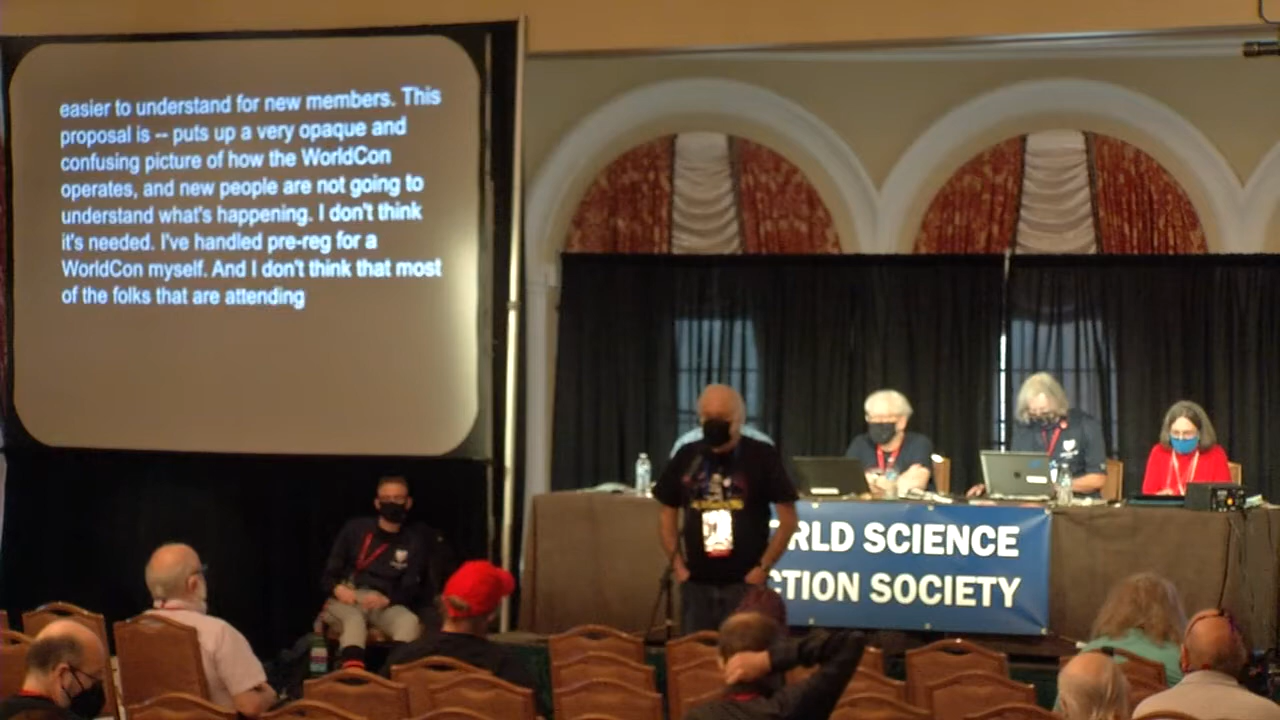 easier to understand for new members. This
proposal is -- puts up a very opaque and
confusing picture of how the WorldCon
operates, and new people are not going to
understand what's happening. I don't think
it's needed. I've handled pre-reg for a
WorldCon myself. And I don't think that most
of the folks that are attending
RLD SCIENCE
CTION SOCIETY